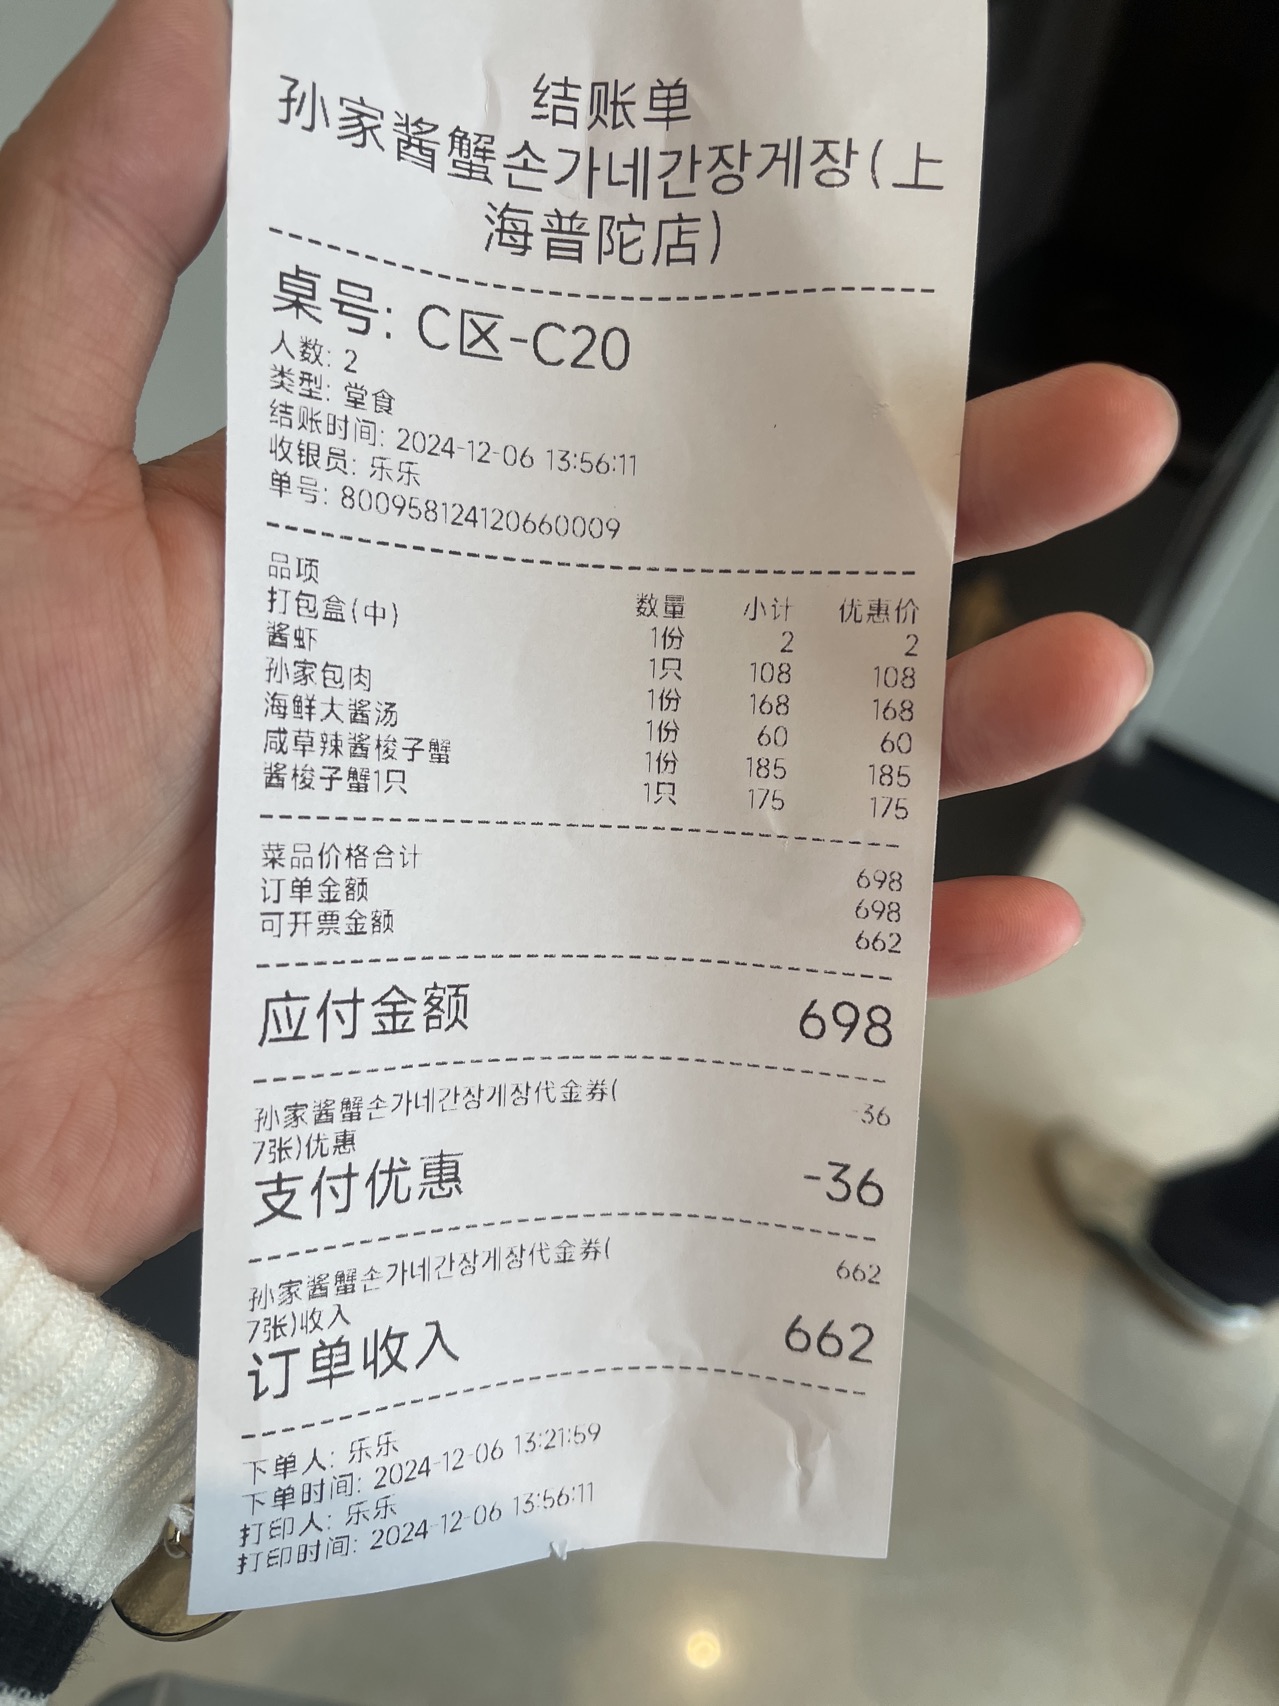 结账单
孙家酱蟹손가네간장게장(上
海普陀店)
桌号: C区-C20
人数: 2
类型: 堂食
结账时间: 2024-12-06 13:56:11
收银员: 乐乐
单号: 800958124120660009
品项 数量 小计 优惠价
打包盒(中) 1份 2 2
酱虾 1只 108 108
孙家包肉 1份 168 168
海鲜大酱汤 1份 60 60
咸草辣酱梭子蟹 1份 185 185
酱梭子蟹1只 1只 175 175
菜品价格合计 698
订单金额 698
可开票金额 662
应付金额 698
孙家酱蟹손가네간장게장代金券( -36
7张)优惠
支付优惠 -36
孙家酱蟹손가네간장게장代金券( 662
7张)收入
订单收入 662
下单人: 乐乐
下单时间: 2024-12-06 13:21:59
打印人: 乐乐
打印时间: 2024-12-06 13:56:11